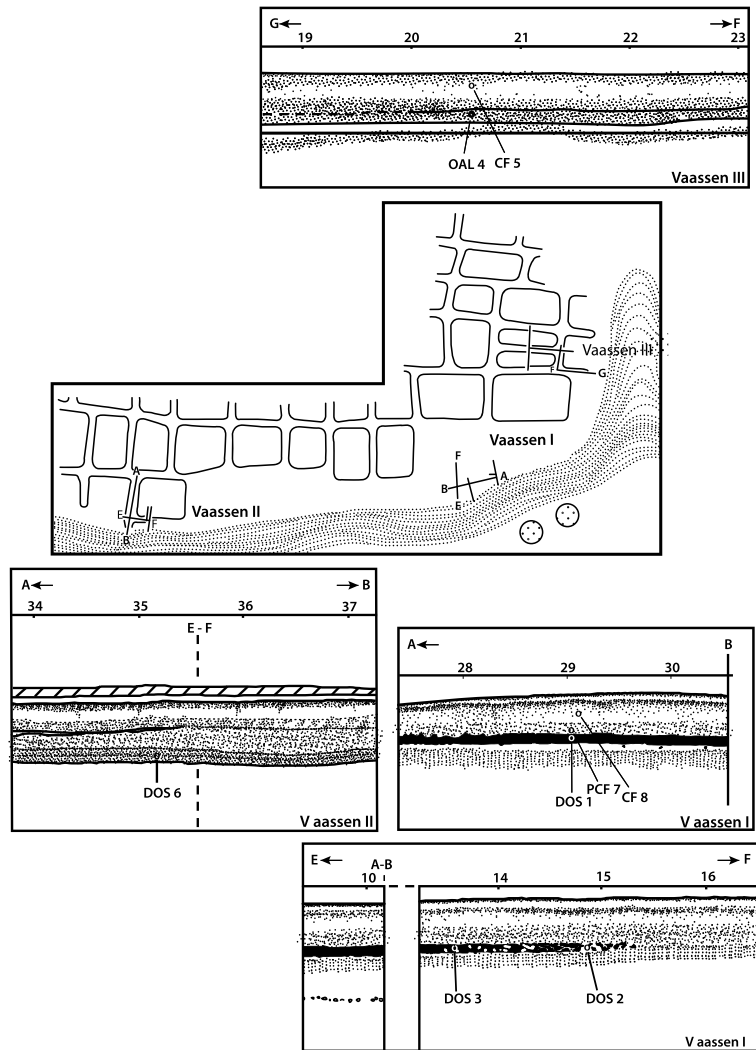 G F
19 20 21 22 23
OAL 4 CF 5
Vaassen III
Vaassen III
F G
Vaassen I
F
A
B
E
A
Vaassen II
E F
B
A B
34 35 36 37
E - F
DOS 6
V aassen II
A B
28 29 30
PCF 7
DOS 1 CF 8
V aassen I
E A-B F
10 14 15 16
DOS 3 DOS 2
V aassen I